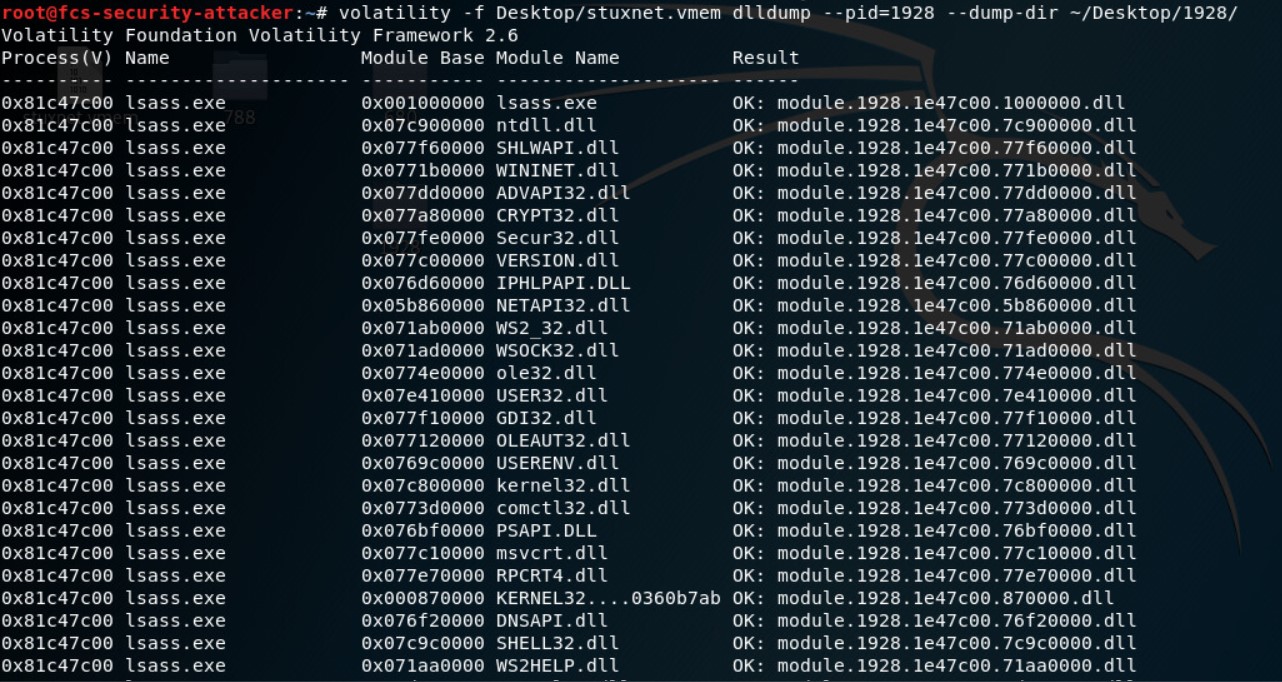 root@fcs-security-attacker:~# volatility -f Desktop/stuxnet.vmem dlldump --pid=1928 --dump-dir ~/Desktop/1928/
Volatility Foundation Volatility Framework 2.6
Process(V) Name                 Module Base Module Name          Result
---------- -------------------- ----------- -------------------- ------
0x81c47c00 lsass.exe            0x001000000 lsass.exe            OK: module.1928.1e47c00.1000000.dll
0x81c47c00 lsass.exe            0x07c900000 ntdll.dll            OK: module.1928.1e47c00.7c900000.dll
0x81c47c00 lsass.exe            0x077f60000 SHLWAPI.dll          OK: module.1928.1e47c00.77f60000.dll
0x81c47c00 lsass.exe            0x0771b0000 WININET.dll          OK: module.1928.1e47c00.771b0000.dll
0x81c47c00 lsass.exe            0x077dd0000 ADVAPI32.dll         OK: module.1928.1e47c00.77dd0000.dll
0x81c47c00 lsass.exe            0x077a80000 CRYPT32.dll          OK: module.1928.1e47c00.77a80000.dll
0x81c47c00 lsass.exe            0x077fe0000 Secur32.dll          OK: module.1928.1e47c00.77fe0000.dll
0x81c47c00 lsass.exe            0x077c00000 VERSION.dll          OK: module.1928.1e47c00.77c00000.dll
0x81c47c00 lsass.exe            0x076d60000 IPHLPAPI.DLL         OK: module.1928.1e47c00.76d60000.dll
0x81c47c00 lsass.exe            0x05b860000 NETAPI32.dll         OK: module.1928.1e47c00.5b860000.dll
0x81c47c00 lsass.exe            0x071ab0000 WS2_32.dll           OK: module.1928.1e47c00.71ab0000.dll
0x81c47c00 lsass.exe            0x071ad0000 WSOCK32.dll          OK: module.1928.1e47c00.71ad0000.dll
0x81c47c00 lsass.exe            0x0774e0000 ole32.dll            OK: module.1928.1e47c00.774e0000.dll
0x81c47c00 lsass.exe            0x07e410000 USER32.dll           OK: module.1928.1e47c00.7e410000.dll
0x81c47c00 lsass.exe            0x077f10000 GDI32.dll            OK: module.1928.1e47c00.77f10000.dll
0x81c47c00 lsass.exe            0x077120000 OLEAUT32.dll         OK: module.1928.1e47c00.77120000.dll
0x81c47c00 lsass.exe            0x0769c0000 USERENV.dll          OK: module.1928.1e47c00.769c0000.dll
0x81c47c00 lsass.exe            0x07c800000 kernel32.dll         OK: module.1928.1e47c00.7c800000.dll
0x81c47c00 lsass.exe            0x0773d0000 comctl32.dll         OK: module.1928.1e47c00.773d0000.dll
0x81c47c00 lsass.exe            0x076bf0000 PSAPI.DLL            OK: module.1928.1e47c00.76bf0000.dll
0x81c47c00 lsass.exe            0x077c10000 msvcrt.dll           OK: module.1928.1e47c00.77c10000.dll
0x81c47c00 lsass.exe            0x077e70000 RPCRT4.dll           OK: module.1928.1e47c00.77e70000.dll
0x81c47c00 lsass.exe            0x000870000 KERNEL32....0360b7ab OK: module.1928.1e47c00.870000.dll
0x81c47c00 lsass.exe            0x076f20000 DNSAPI.dll           OK: module.1928.1e47c00.76f20000.dll
0x81c47c00 lsass.exe            0x07c9c0000 SHELL32.dll          OK: module.1928.1e47c00.7c9c0000.dll
0x81c47c00 lsass.exe            0x071aa0000 WS2HELP.dll          OK: module.1928.1e47c00.71aa0000.dll